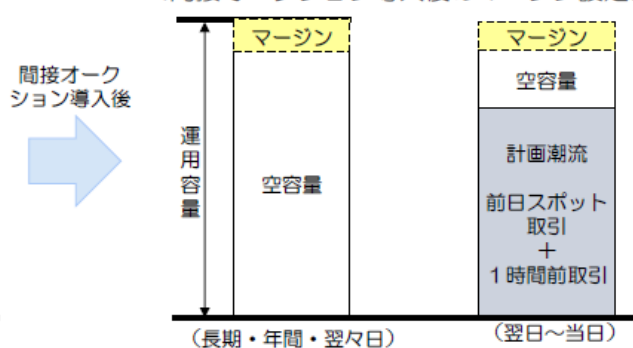 間接オーク
ション導入後
運用容量
マージン
空容量
（長期・年間・翌々日）
マージン
空容量
計画潮流
前日スポット
取引
＋
１時間前取引
（翌日～当日）